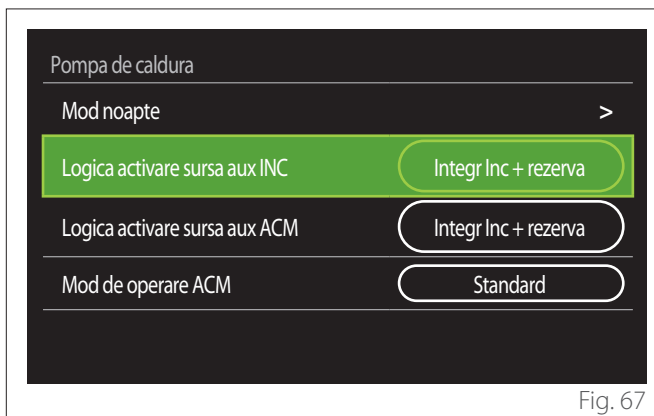 Pompa de caldura
Mod noapte >
Logica activare sursa aux INC Integr Inc + rezerva
Logica activare sursa aux ACM Integr Inc + rezerva
Mod de operare ACM Standard
Fig. 67